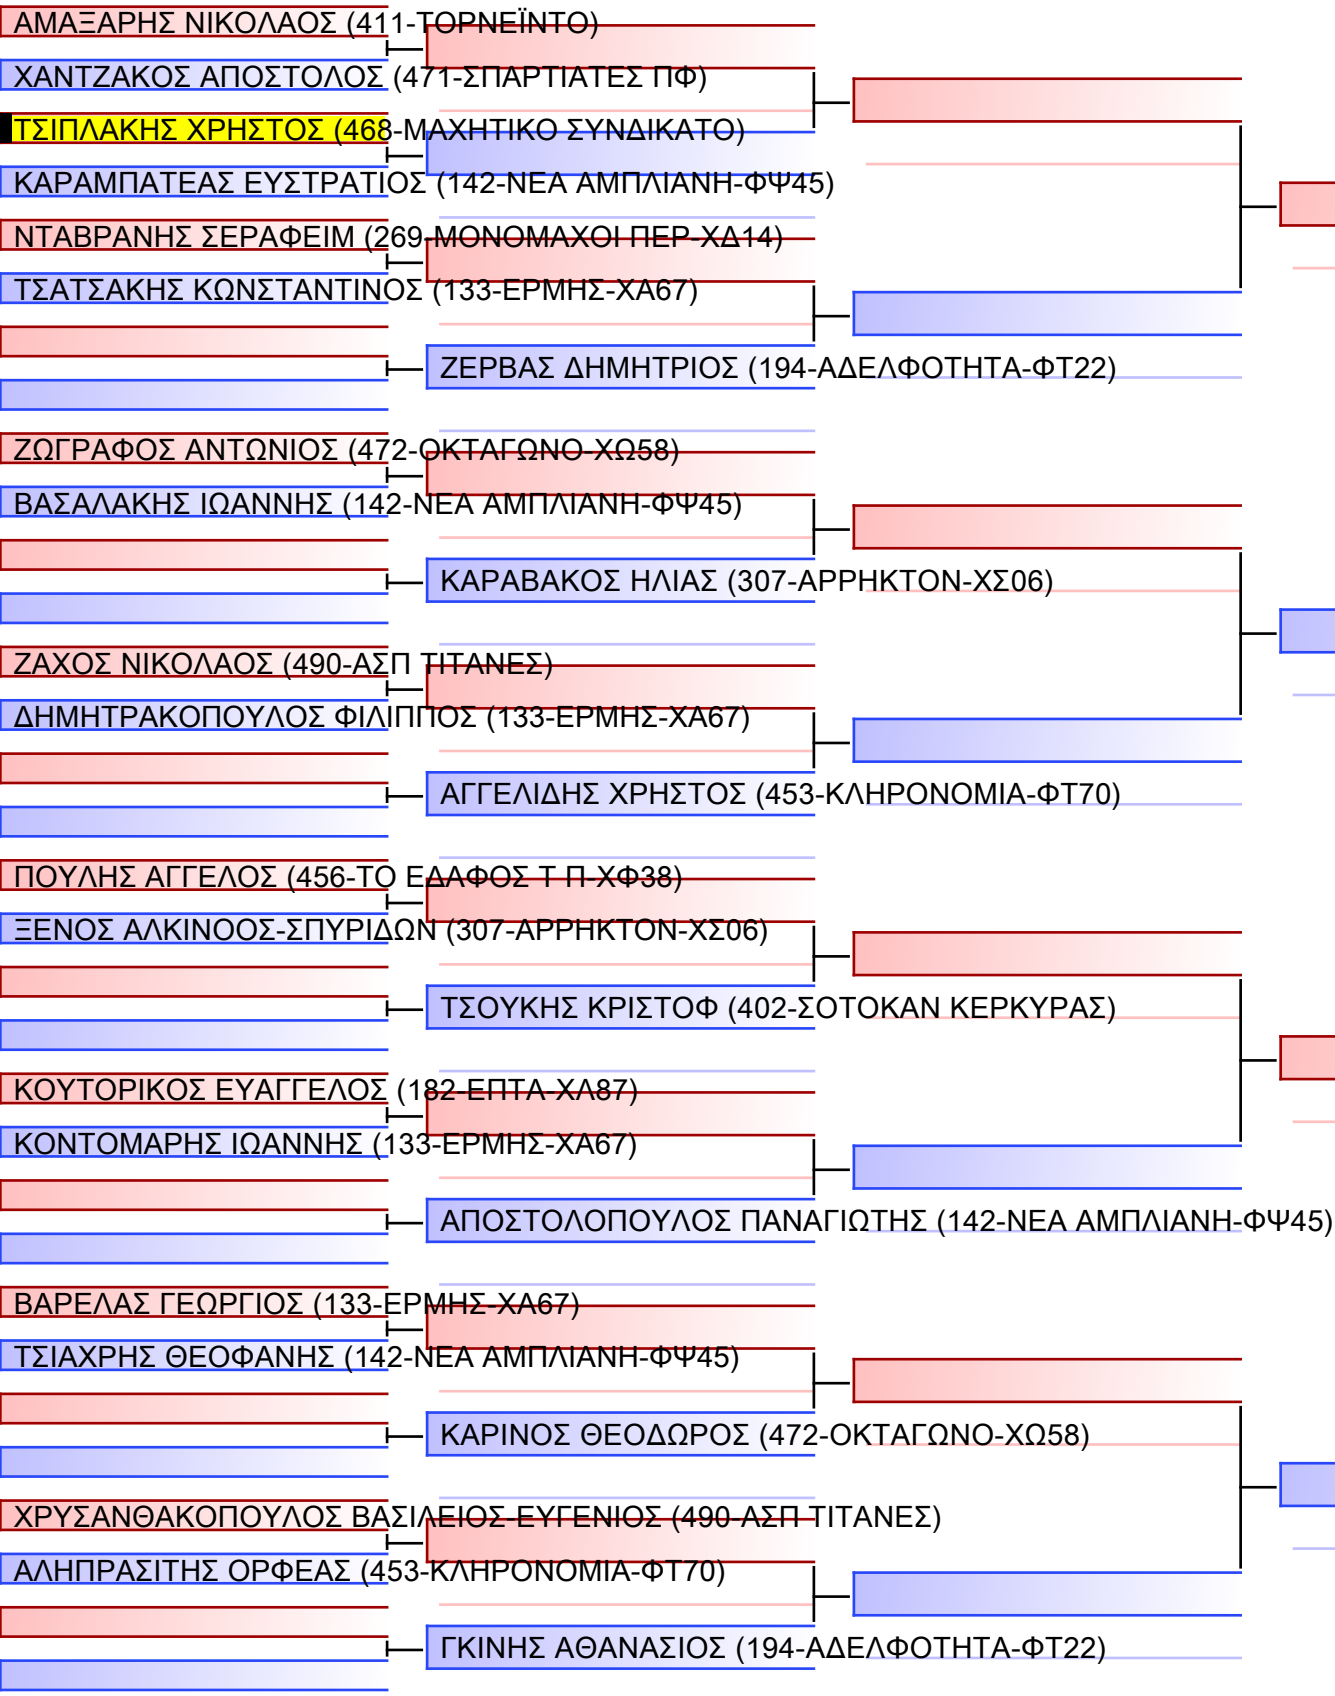 ΑΜΑΞΑΡΗΣ ΝΙΚΟΛΑΟΣ (411-ΤΟΡΝΕΪΝΤΟ)
ΧΑΝΤΖΑΚΟΣ ΑΠΟΣΤΟΛΟΣ (471-ΣΠΑΡΤΙΑΤΕΣ ΠΦ)
ΤΣΙΠΛΑΚΗΣ ΧΡΗΣΤΟΣ (468-ΜΑΧΗΤΙΚΟ ΣΥΝΔΙΚΑΤΟ)
ΚΑΡΑΜΠΑΤΕΑΣ ΕΥΣΤΡΑΤΙΟΣ (142-ΝΕΑ ΑΜΠΛΙΑΝΗ-ΦΨ45)
ΝΤΑΒΡΑΝΗΣ ΣΕΡΑΦΕΙΜ (269-ΜΟΝΟΜΑΧΟΙ ΠΕΡ-ΧΔ14)
ΤΣΑΤΣΑΚΗΣ ΚΩΝΣΤΑΝΤΙΝΟΣ (133-ΕΡΜΗΣ-ΧΑ67)
ΖΕΡΒΑΣ ΔΗΜΗΤΡΙΟΣ (194-ΑΔΕΛΦΟΤΗΤΑ-ΦΤ22)
ΖΩΓΡΑΦΟΣ ΑΝΤΩΝΙΟΣ (472-ΟΚΤΑΓΩΝΟ-ΧΩ58)
ΒΑΣΑΛΑΚΗΣ ΙΩΑΝΝΗΣ (142-ΝΕΑ ΑΜΠΛΙΑΝΗ-ΦΨ45)
ΚΑΡΑΒΑΚΟΣ ΗΛΙΑΣ (307-ΑΡΡΗΚΤΟΝ-ΧΣ06)
ΖΑΧΟΣ ΝΙΚΟΛΑΟΣ (490-ΑΣΠ ΤΙΤΑΝΕΣ)
ΔΗΜΗΤΡΑΚΟΠΟΥΛΟΣ ΦΙΛΙΠΠΟΣ (133-ΕΡΜΗΣ-ΧΑ67)
ΑΓΓΕΛΙΔΗΣ ΧΡΗΣΤΟΣ (453-ΚΛΗΡΟΝΟΜΙΑ-ΦΤ70)
ΠΟΥΛΗΣ ΑΓΓΕΛΟΣ (456-ΤΟ ΕΔΑΦΟΣ Τ Π-ΧΦ38)
ΞΕΝΟΣ ΑΛΚΙΝΟΟΣ-ΣΠΥΡΙΔΩΝ (307-ΑΡΡΗΚΤΟΝ-ΧΣ06)
ΤΣΟΥΚΗΣ ΚΡΙΣΤΟΦ (402-ΣΟΤΟΚΑΝ ΚΕΡΚΥΡΑΣ)
ΚΟΥΤΟΡΙΚΟΣ ΕΥΑΓΓΕΛΟΣ (182-ΕΠΤΑ-ΧΛ87)
ΚΟΝΤΟΜΑΡΗΣ ΙΩΑΝΝΗΣ (133-ΕΡΜΗΣ-ΧΑ67)
ΑΠΟΣΤΟΛΟΠΟΥΛΟΣ ΠΑΝΑΓΙΩΤΗΣ (142-ΝΕΑ ΑΜΠΛΙΑΝΗ-ΦΨ45)
ΒΑΡΕΛΑΣ ΓΕΩΡΓΙΟΣ (133-ΕΡΜΗΣ-ΧΑ67)
ΤΣΙΑΧΡΗΣ ΘΕΟΦΑΝΗΣ (142-ΝΕΑ ΑΜΠΛΙΑΝΗ-ΦΨ45)
ΚΑΡΙΝΟΣ ΘΕΟΔΩΡΟΣ (472-ΟΚΤΑΓΩΝΟ-ΧΩ58)
ΧΡΥΣΑΝΘΑΚΟΠΟΥΛΟΣ ΒΑΣΙΛΕΙΟΣ-ΕΥΓΕΝΙΟΣ (490-ΑΣΠ ΤΙΤΑΝΕΣ)
ΑΛΗΠΡΑΣΙΤΗΣ ΟΡΦΕΑΣ (453-ΚΛΗΡΟΝΟΜΙΑ-ΦΤ70)
ΓΚΙΝΗΣ ΑΘΑΝΑΣΙΟΣ (194-ΑΔΕΛΦΟΤΗΤΑ-ΦΤ22)